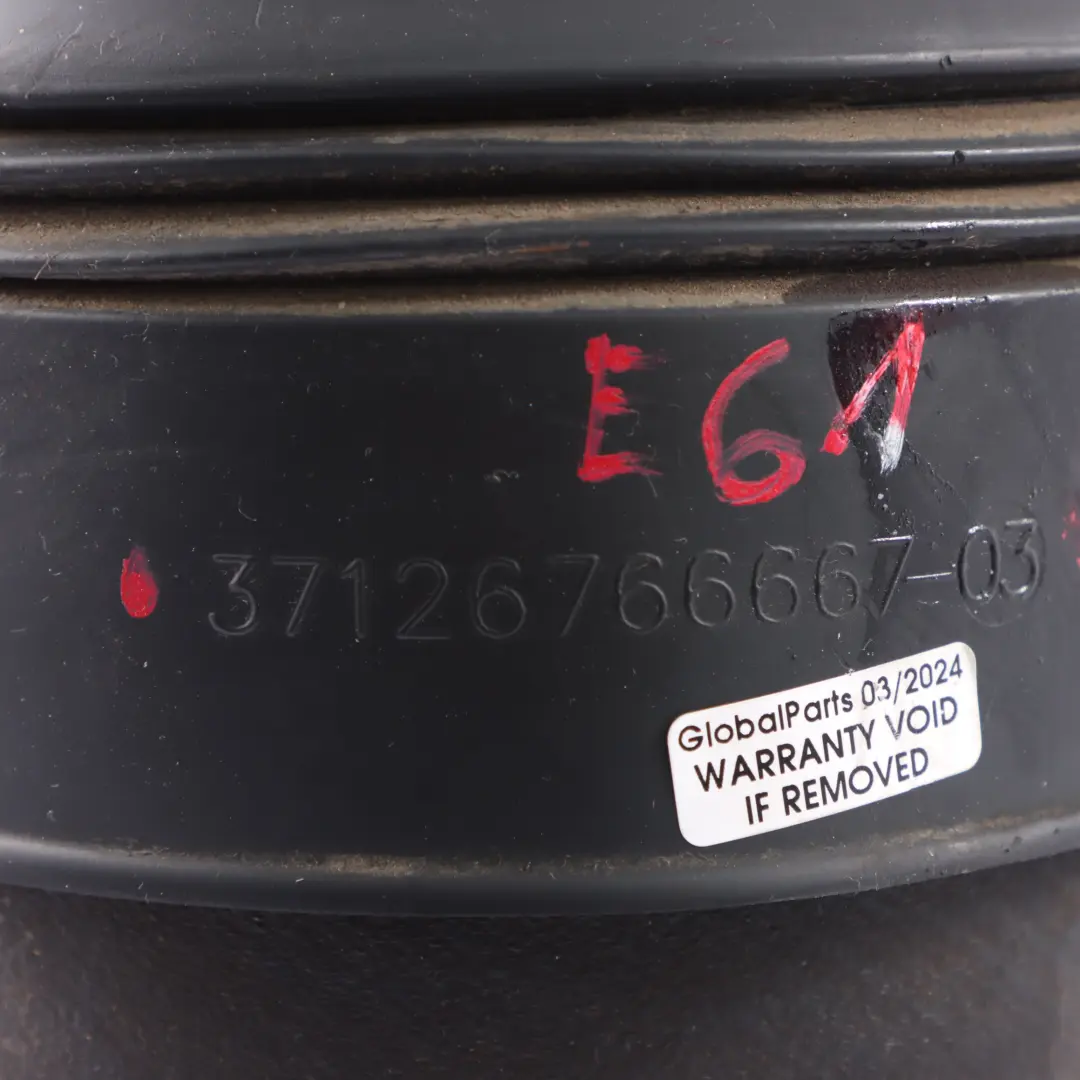 E61
37126766667-03
GlobalParts 03/2024
WARRANTY VOID
IF REMOVED